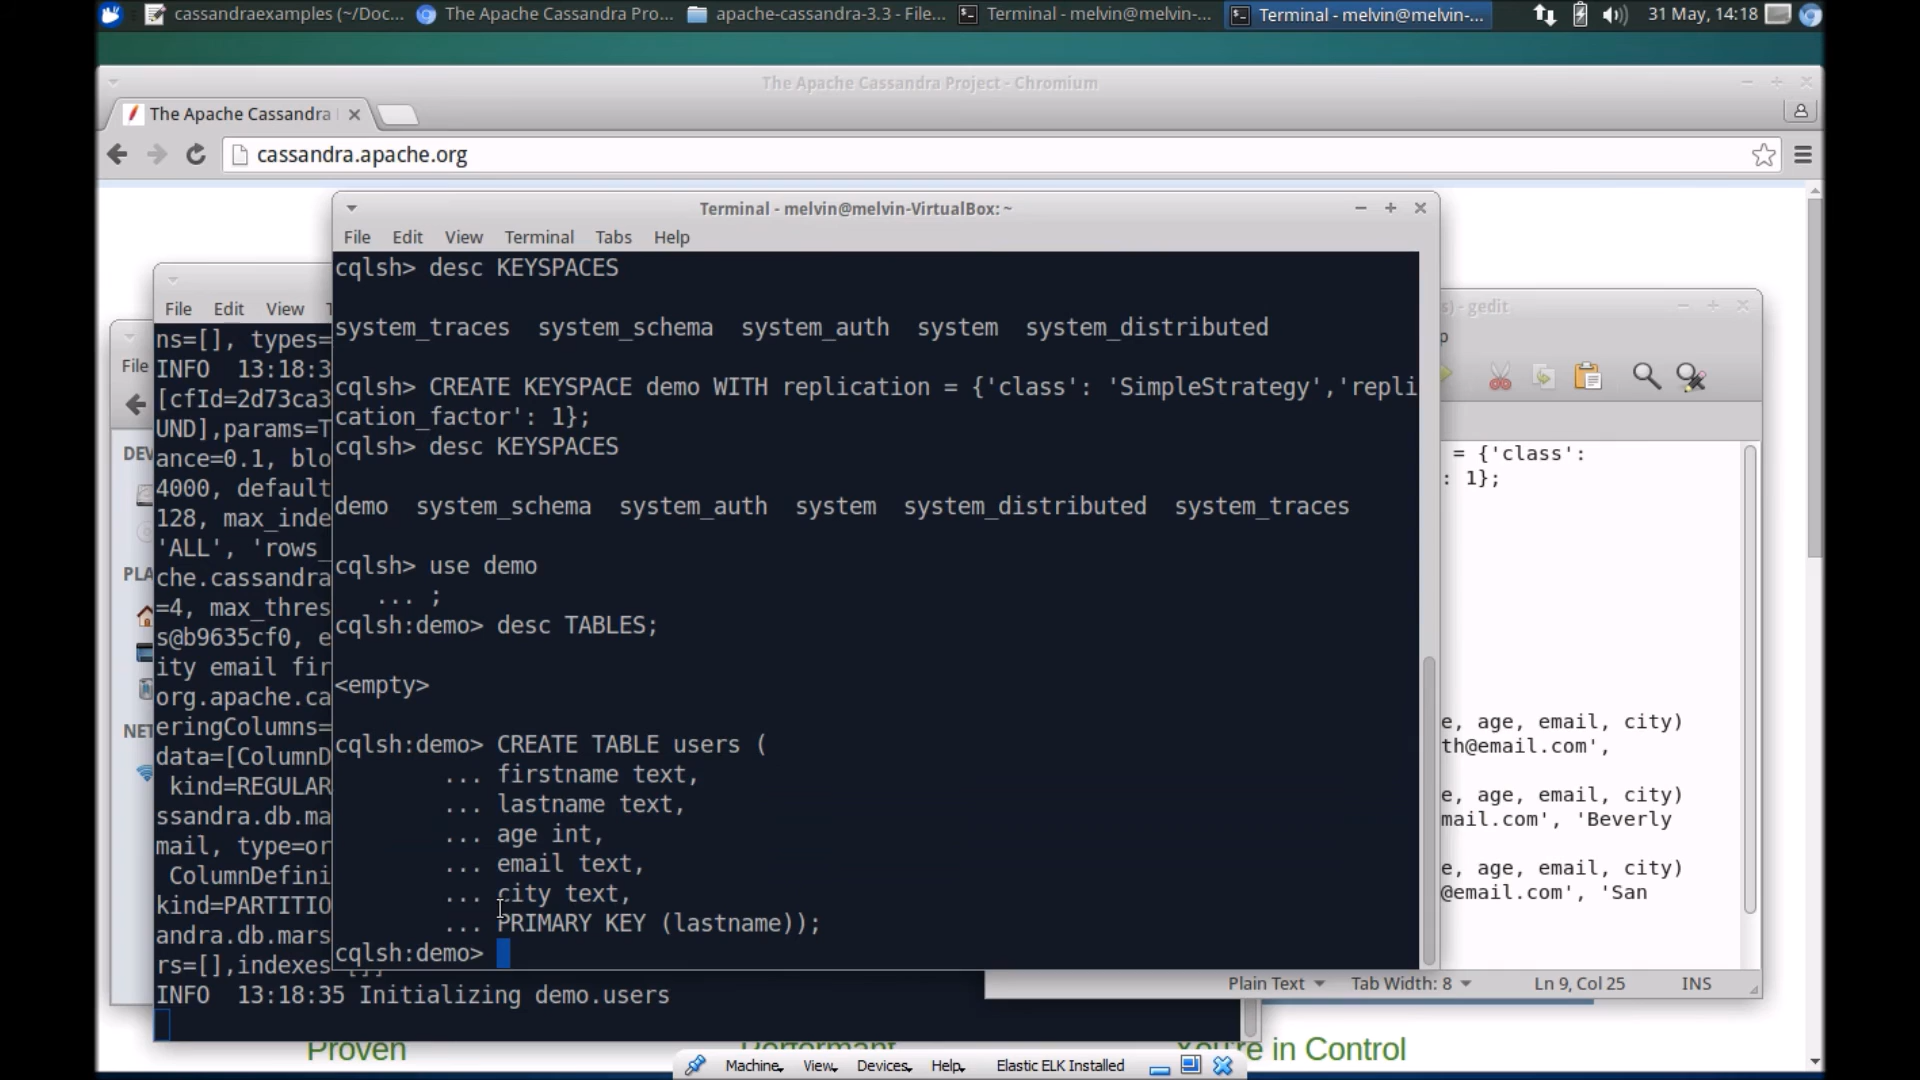 cassandraexamples (~/Doc... The Apache Cassandra Pro... apache-cassandra-3.3 - File... Terminal - melvin@melvin-... Terminal - melvin@melvin-... 31 May, 14:18
The Apache Cassandra Project - Chromium
The Apache Cassandra
cassandra.apache.org
Terminal - melvin@melvin-VirtualBox: ~
File Edit View Terminal Tabs Help
cqlsh> desc KEYSPACES
system_traces system_schema system_auth system system_distributed
cqlsh> CREATE KEYSPACE demo WITH replication = {'class': 'SimpleStrategy','repli
cation_factor': 1};
cqlsh> desc KEYSPACES
demo system_schema system_auth system system_distributed system_traces
cqlsh> use demo
... ;
cqlsh:demo> desc TABLES;
<empty>
cqlsh:demo> CREATE TABLE users (
... firstname text,
... lastname text,
... age int,
... email text,
... city text,
... PRIMARY KEY (lastname));
cqlsh:demo>
File Edit View
ns=[], types=
INFO 13:18:3
[cfId=2d73ca3
UND],params=T
ance=0.1, blo
4000, default
128, max_inde
'ALL', 'rows_
che.cassandra
=4, max_thres
s@b9635cf0, e
ity email fir
org.apache.ca
eringColumns=
data=[ColumnD
kind=REGULAR
ssandra.db.ma
mail, type=or
ColumnDefini
kind=PARTITIO
andra.db.mars
rs=[],indexes
INFO 13:18:35 Initializing demo.users
File
DEV
PLA
NET
s) - gedit
p
= {'class':
: 1};
e, age, email, city)
th@email.com',
e, age, email, city)
mail.com', 'Beverly
e, age, email, city)
@email.com', 'San
Plain Text Tab Width: 8 Ln 9, Col 25 INS
Proven Performant You're in Control
Machine View Devices Help Elastic ELK Installed